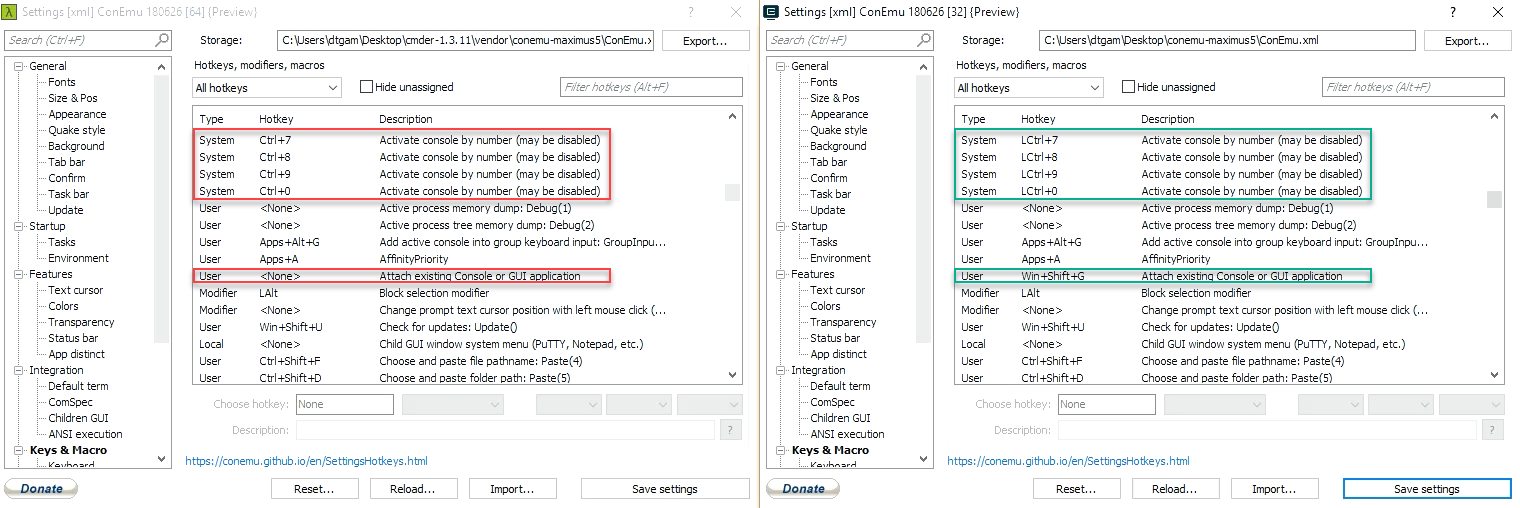 Settings [xml] ConEmu 180626 [64] {Preview}
Search (Ctrl+F)
Storage:
C:\Users\dtgam\Desktop\cmder-1.3.11\vendor\conemu-maximus5\ConEmu.x
Export...
General
Fonts
Size & Pos
Appearance
Quake style
Background
Tab bar
Confirm
Task bar
Update
Startup
Tasks
Environment
Features
Text cursor
Colors
Transparency
Status bar
App distinct
Integration
Default term
ComSpec
Children GUI
ANSI execution
Keys & Macro
Keyboard
Hotkeys, modifiers, macros
All hotkeys
Hide unassigned
Filter hotkeys (Alt+F)
Type Hotkey Description
System Ctrl+7 Activate console by number (may be disabled)
System Ctrl+8 Activate console by number (may be disabled)
System Ctrl+9 Activate console by number (may be disabled)
System Ctrl+0 Activate console by number (may be disabled)
User <None> Active process memory dump: Debug(1)
User <None> Active process tree memory dump: Debug(2)
User Apps+Alt+G Add active console into group keyboard input: GroupInpu...
User Apps+A AffinityPriority
User <None> Attach existing Console or GUI application
Modifier LAlt Block selection modifier
Modifier <None> Change prompt text cursor position with left mouse click (...
User Win+Shift+U Check for updates: Update()
Local <None> Child GUI window system menu (PuTTY, Notepad, etc.)
User Ctrl+Shift+F Choose and paste file pathname: Paste(4)
User Ctrl+Shift+D Choose and paste folder path: Paste(5)
Choose hotkey: None
Description:
?
https://conemu.github.io/en/SettingsHotkeys.html
Donate
Reset...
Reload...
Import...
Save settings
Settings [xml] ConEmu 180626 [32] {Preview}
Search (Ctrl+F)
Storage:
C:\Users\dtgam\Desktop\conemu-maximus5\ConEmu.xml
Export...
General
Fonts
Size & Pos
Appearance
Quake style
Background
Tab bar
Confirm
Task bar
Update
Startup
Tasks
Environment
Features
Text cursor
Colors
Transparency
Status bar
App distinct
Integration
Default term
ComSpec
Children GUI
ANSI execution
Keys & Macro
Keyboard
Hotkeys, modifiers, macros
All hotkeys
Hide unassigned
Filter hotkeys (Alt+F)
Type Hotkey Description
System LCtrl+7 Activate console by number (may be disabled)
System LCtrl+8 Activate console by number (may be disabled)
System LCtrl+9 Activate console by number (may be disabled)
System LCtrl+0 Activate console by number (may be disabled)
User <None> Active process memory dump: Debug(1)
User <None> Active process tree memory dump: Debug(2)
User Apps+Alt+G Add active console into group keyboard input: GroupInpu...
User Apps+A AffinityPriority
User Win+Shift+G Attach existing Console or GUI application
Modifier LAlt Block selection modifier
Modifier <None> Change prompt text cursor position with left mouse click (...
User Win+Shift+U Check for updates: Update()
Local <None> Child GUI window system menu (PuTTY, Notepad, etc.)
User Ctrl+Shift+F Choose and paste file pathname: Paste(4)
User Ctrl+Shift+D Choose and paste folder path: Paste(5)
Choose hotkey: None
Description:
?
https://conemu.github.io/en/SettingsHotkeys.html
Donate
Reset...
Reload...
Import...
Save settings